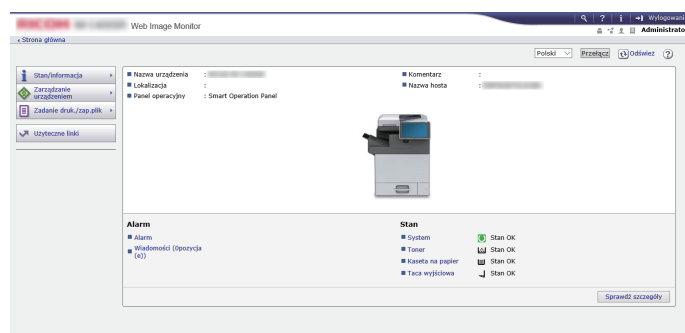 Web Image Monitor
? i Wylogowani
Administrato
Strona główna
Polski Przełącz Odśwież ?
Stan/informacja
Zarządzanie
urządzeniem
Zadanie druk./zap.plik
Użyteczne linki
Nazwa urządzenia :
Lokalizacja :
Panel operacyjny : Smart Operation Panel
Komentarz :
Nazwa hosta :
Alarm
Alarm
Wiadomości (0pozycja
(e))
Stan
System Stan OK
Toner Stan OK
Kaseta na papier Stan OK
Taca wyjściowa Stan OK
Sprawdź szczegóły